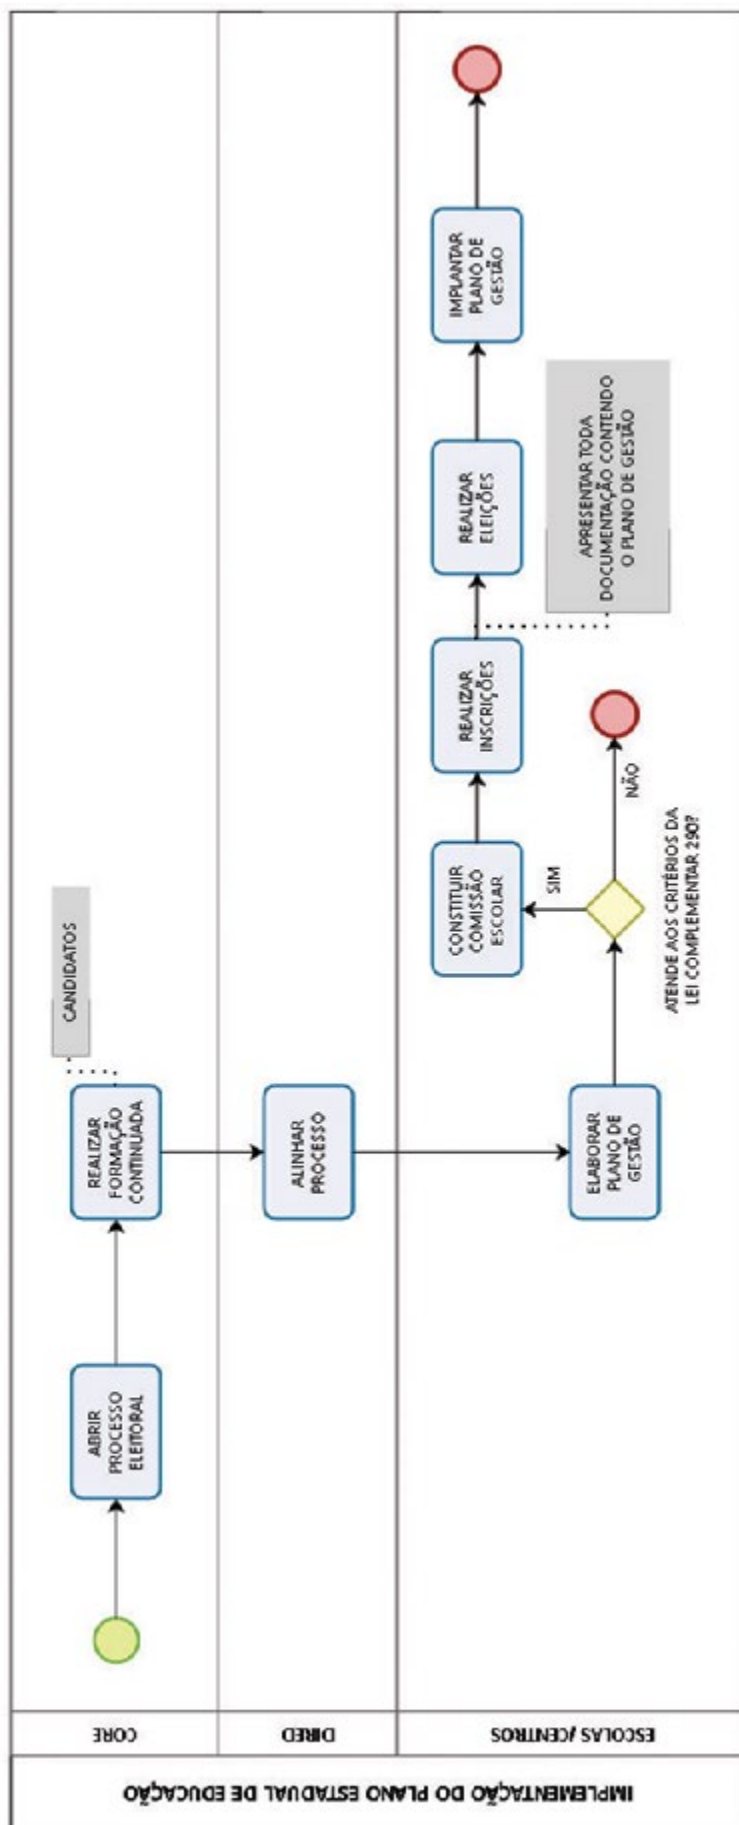 IMPLEMENTAÇÃO DO PLANO ESTADUAL DE EDUCAÇÃO
CORE
ABRIR
PROCESSO
ELEITORAL
REALIZAR
FORMAÇÃO
CONTINUADA
CANDIDATOS
DIRED
ALINHAR
PROCESSO
ESCOLAS/CENTROS
ELABORAR
PLANO DE
GESTÃO
ATENDE AOS CRITÉRIOS DA
LEI COMPLEMENTAR 290?
SIM
NÃO
CONSTITUIR
COMISSÃO
ESCOLAR
REALIZAR
INSCRIÇÕES
APRESENTAR TODA
DOCUMENTAÇÃO CONTENDO
O PLANO DE GESTÃO
REALIZAR
ELEIÇÕES
IMPLANTAR
PLANO DE
GESTÃO